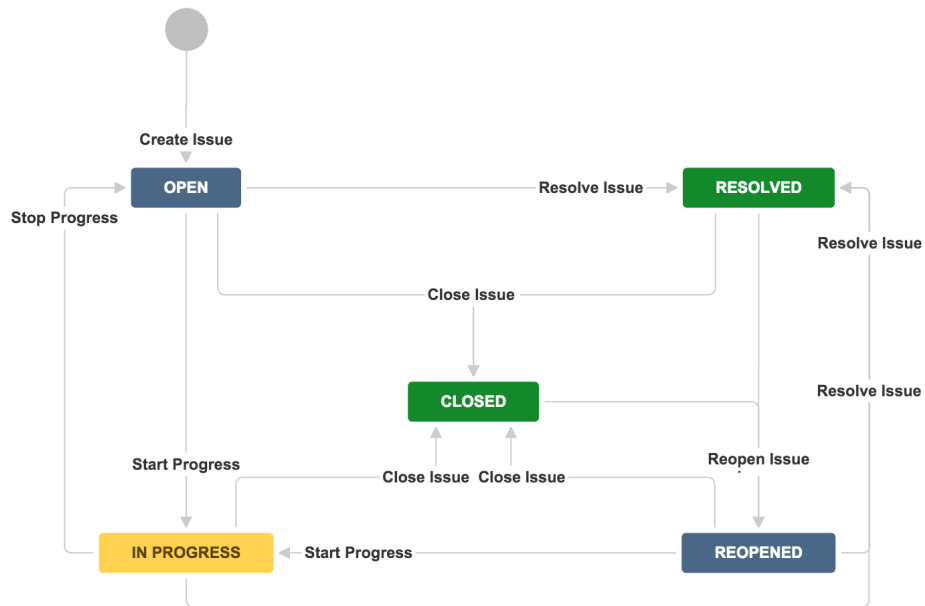 Create Issue
OPEN
Resolve Issue
RESOLVED
Stop Progress
Resolve Issue
Close Issue
Resolve Issue
CLOSED
Start Progress
Close Issue
Close Issue
Reopen Issue
IN PROGRESS
Start Progress
REOPENED